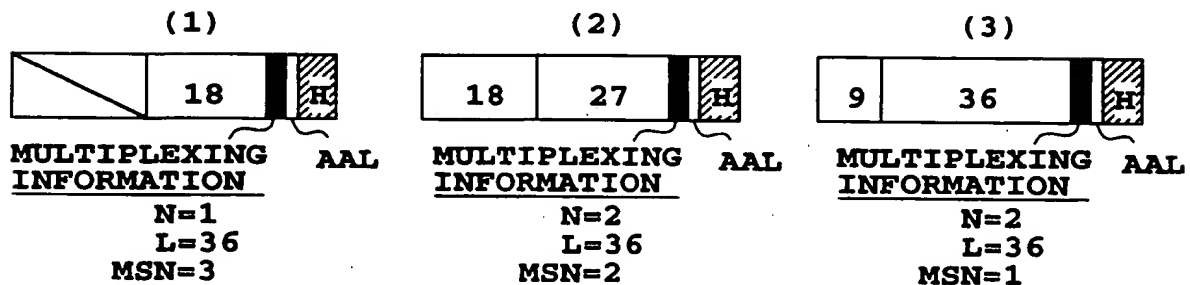 (1)
18 H
MULTIPLEXING AAL
INFORMATION
N=1
L=36
MSN=3
(2)
18 27 H
MULTIPLEXING AAL
INFORMATION
N=2
L=36
MSN=2
(3)
9 36 H
MULTIPLEXING AAL
INFORMATION
N=2
L=36
MSN=1